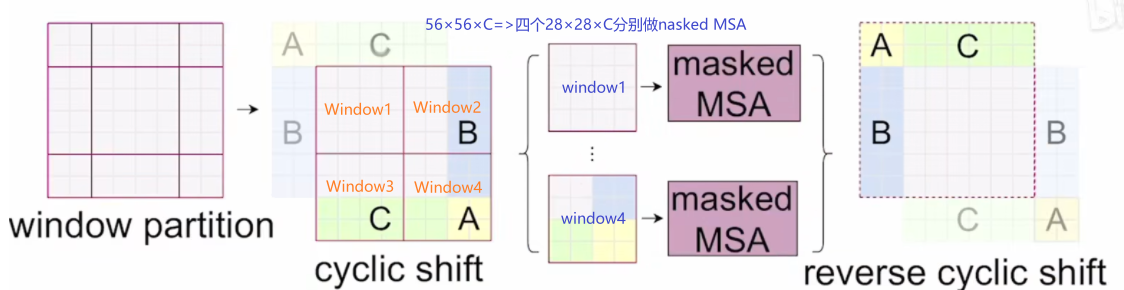 56×56×C=>四个28×28×C分别做nasked MSA
A
C
B
Window1
Window2
B
Window3
Window4
C
A
window1
masked
MSA
⋮
window4
masked
MSA
A
C
B
B
C
A
window partition
cyclic shift
reverse cyclic shift